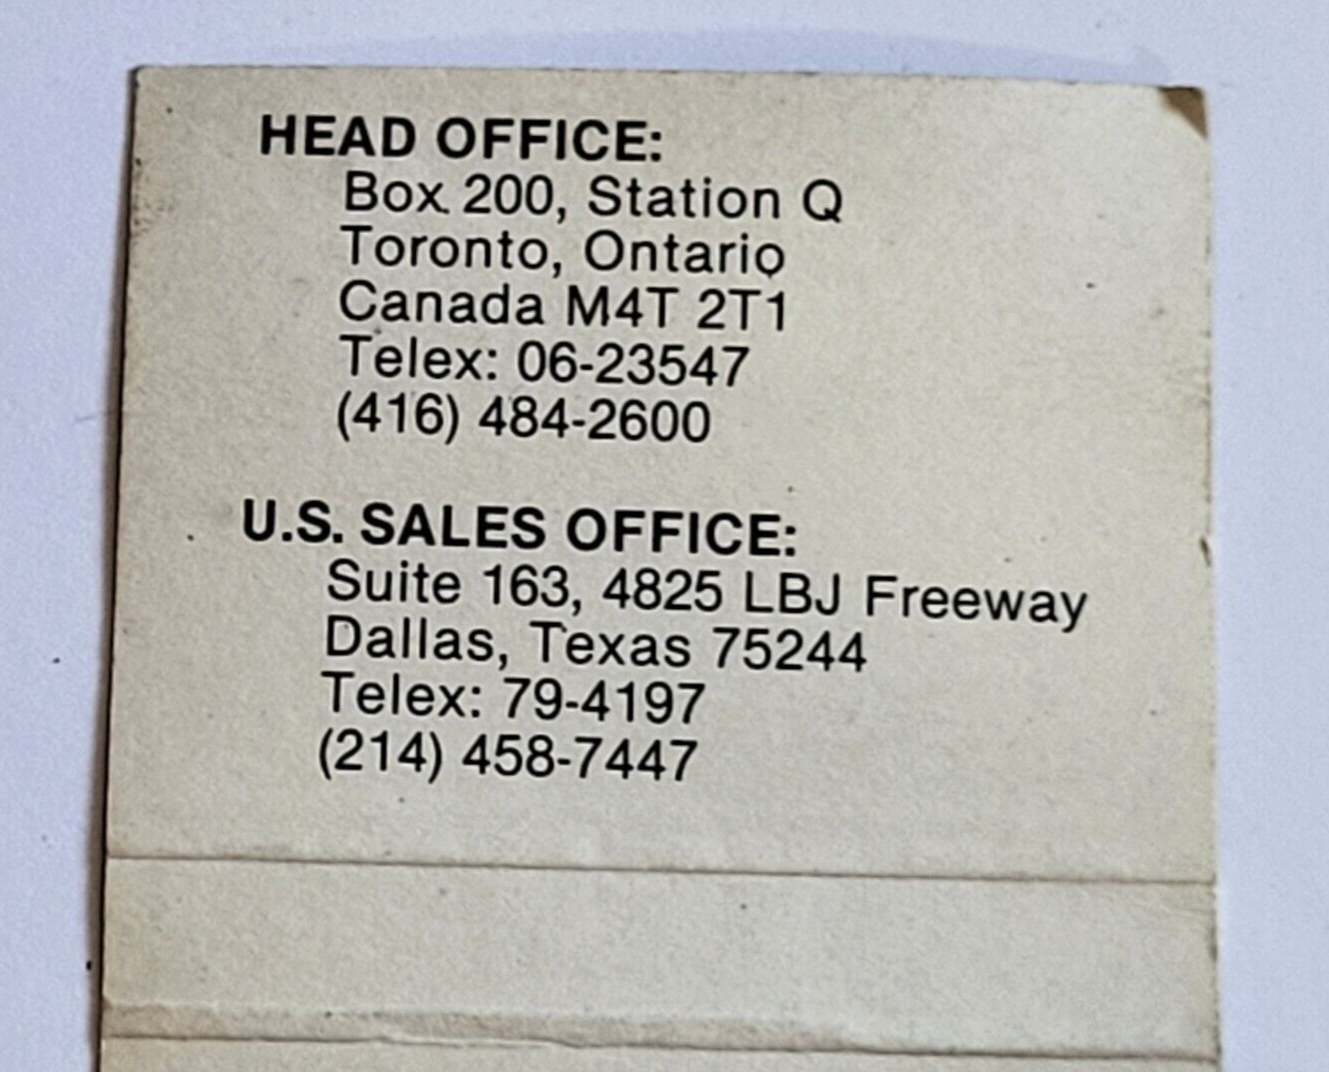 HEAD OFFICE:
Box 200, Station Q
Toronto, Ontario
Canada M4T 2T1
Telex: 06-23547
(416) 484-2600
U.S. SALES OFFICE:
Suite 163, 4825 LBJ Freeway
Dallas, Texas 75244
Telex: 79-4197
(214) 458-7447